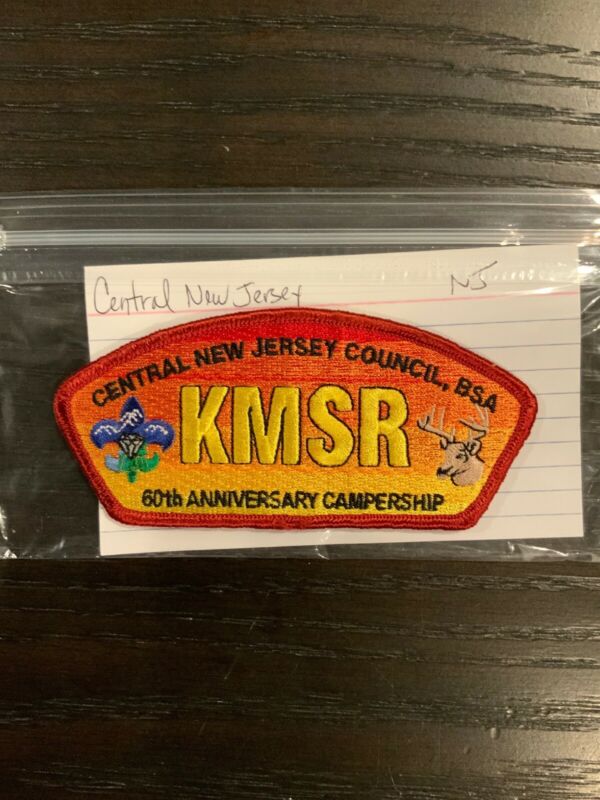 Central New Jersey NJ
CENTRAL NEW JERSEY COUNCIL, BSA
KMSR
60th ANNIVERSARY CAMPERSHIP